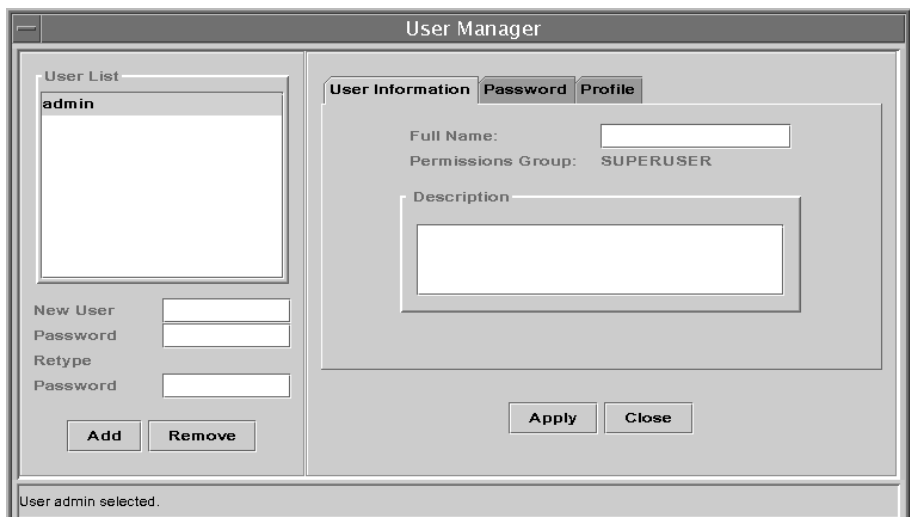 User Manager
User List
admin
New User
Password
Retype
Password
Add Remove
User Information Password Profile
Full Name:
Permissions Group: SUPERUSER
Description
Apply Close
User admin selected.